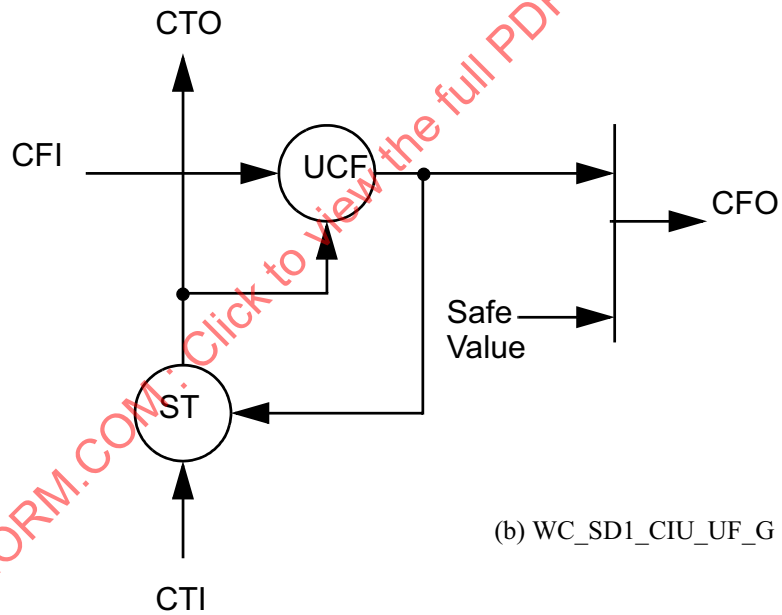 CTO
CFI
UCF
CFO
Safe
Value
ST
(b) WC_SD1_CIU_UF_G
CTI
ORM.COM : Click to view the full PDF